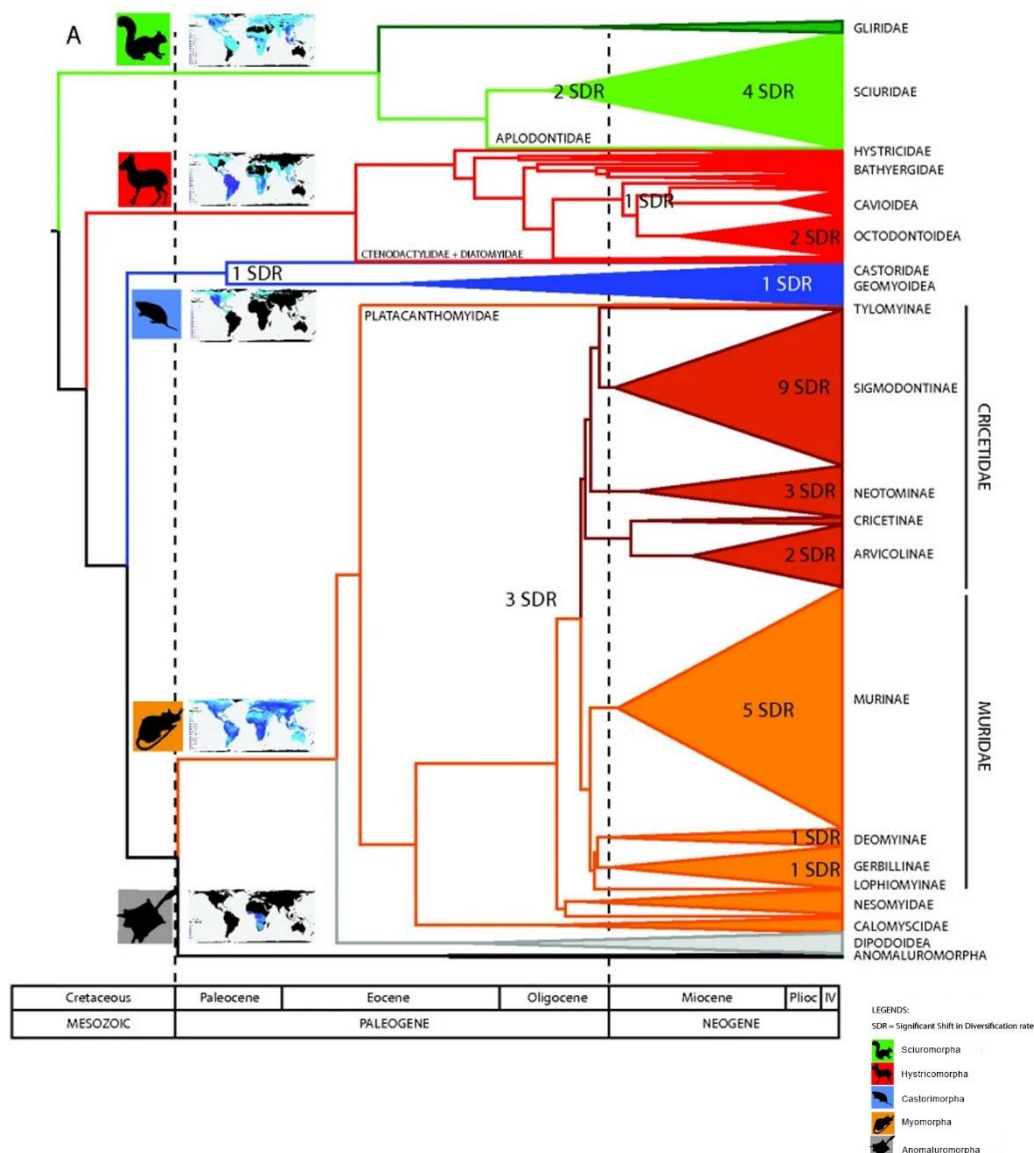 A
GLIRIDAE
2 SDR
4 SDR
SCIURIDAE
APLODONTIDAE
HYSTRICIDAE
BATHYERGIDAE
1 SDR
CAVIOIDEA
2 SDR
OCTODONTOIDEA
CTENODACTYLIDAE + DIATOMYIDAE
1 SDR
CASTORIDAE
1 SDR
GEOMYOIDEA
PLATACANTHOMYIDAE
TYLOMYINAE
9 SDR
SIGMODONTINAE
CRICETIDAE
3 SDR
NEOTOMINAE
CRICETINAE
2 SDR
ARVICOLINAE
3 SDR
5 SDR
MURINAE
MURIDAE
1 SDR
DEOMYINAE
1 SDR
GERBILLINAE
LOPHIOMYINAE
NESOMYIDAE
CALOMYSCIDAE
DIPODOIDEA
ANOMALUROMORPHA
Cretaceous Paleocene Eocene Oligocene Miocene Plioc IV
MESOZOIC PALEOGENE NEOGENE
LEGENDS:
SDR = Significant Shift in Diversification rate
Sciuromorpha
Hystricomorpha
Castorimorpha
Myomorpha
Anomaluromorpha